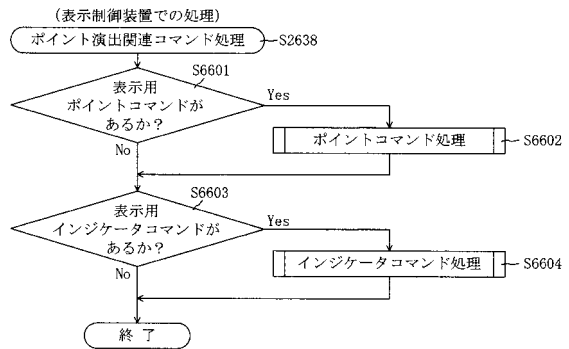 (表示制御装置での処理)
ポイント演出関連コマンド処理
S2638
S6601
表示用
ポイントコマンドが
あるか？
Yes
No
ポイントコマンド処理
S6602
S6603
表示用
インジケータコマンドが
あるか？
Yes
No
インジケータコマンド処理
S6604
終了